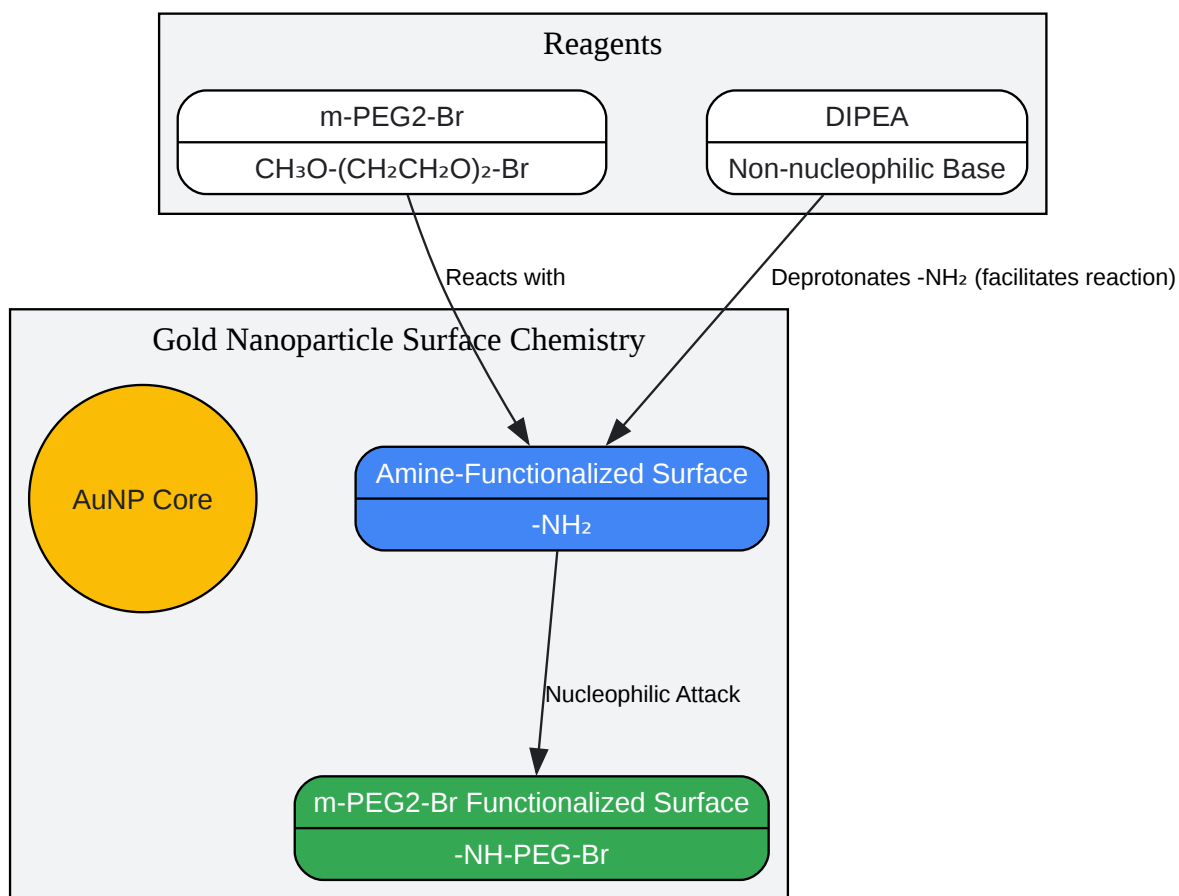 Reagents
m-PEG2-Br
CH₃O-(CH₂CH₂O)₂-Br
DIPEA
Non-nucleophilic Base
Reacts with
Deprotonates -NH₂ (facilitates reaction)
Gold Nanoparticle Surface Chemistry
AuNP Core
Amine-Functionalized Surface
-NH₂
Nucleophilic Attack
m-PEG2-Br Functionalized Surface
-NH-PEG-Br